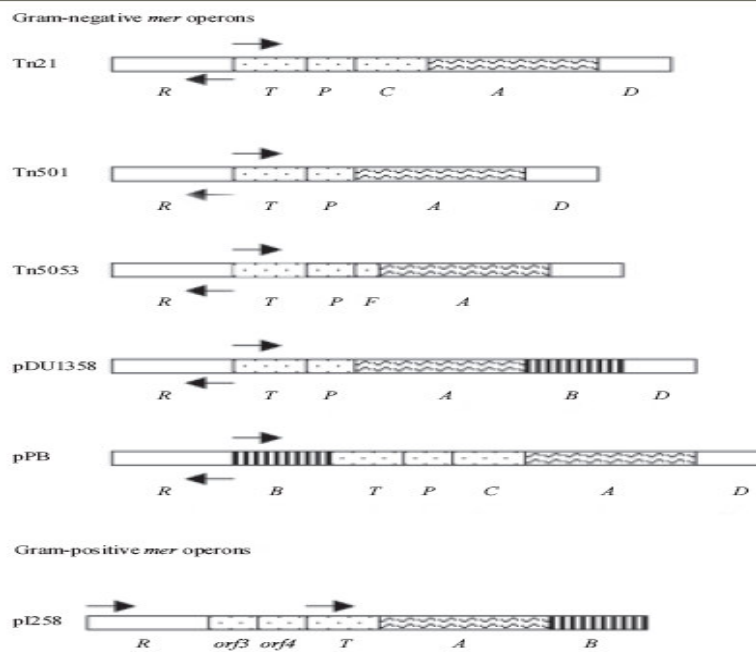 Gram-negative mer operons
Tn21
R T P C A D
Tn501
R T P A D
Tn5053
R T P F A
pDU1358
R T P A B D
pPB
R B T P C A D
Gram-positive mer operons
pI258
R orf3 orf4 T A B